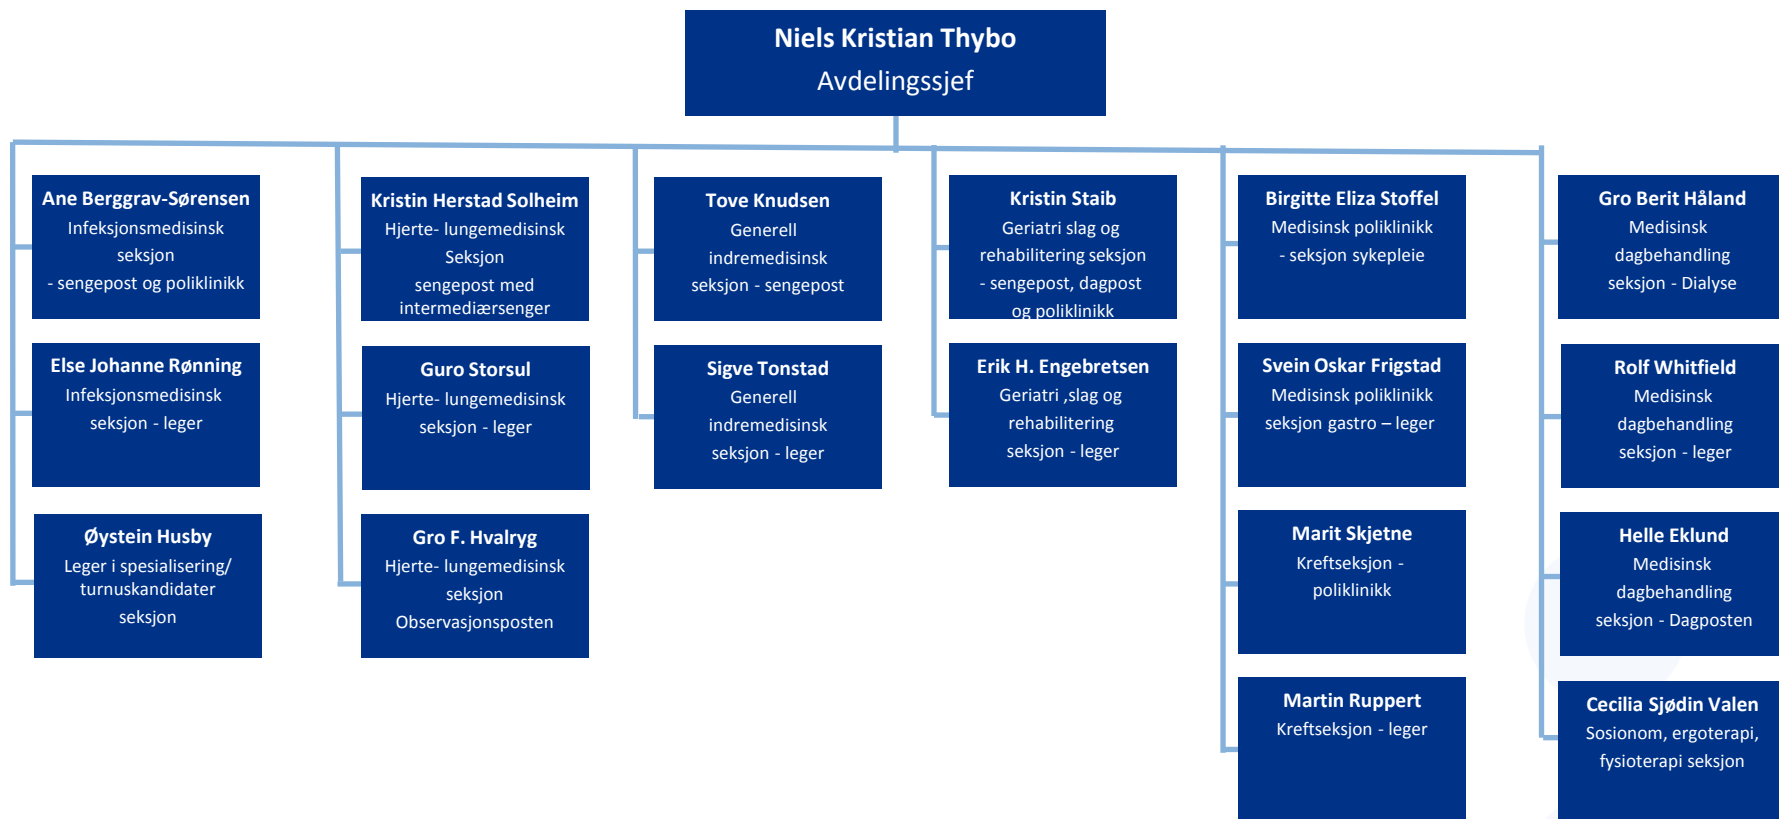 Niels Kristian Thybo
Avdelingssjef
Ane Berggrav-Sørensen
Infeksjonsmedisinsk
seksjon
- sengepost og poliklinikk
Else Johanne Rønning
Infeksjonsmedisinsk
seksjon - leger
Øystein Husby
Leger i spesialisering/
turnuskandidater
seksjon
Kristin Herstad Solheim
Hjerte- lungemedisinsk
Seksjon
sengepost med
intermediærsenger
Guro Storsul
Hjerte- lungemedisinsk
seksjon - leger
Gro F. Hvalryg
Hjerte- lungemedisinsk
seksjon
Observasjonsposten
Tove Knudsen
Generell
indremedisinsk
seksjon - sengepost
Sigve Tonstad
Generell
indremedisinsk
seksjon - leger
Kristin Staib
Geriatri slag og
rehabilitering seksjon
- sengepost, dagpost
og poliklinikk
Erik H. Engebretsen
Geriatri ,slag og
rehabilitering
seksjon - leger
Birgitte Eliza Stoffel
Medisinsk poliklinikk
- seksjon sykepleie
Svein Oskar Frigstad
Medisinsk poliklinikk
seksjon gastro – leger
Marit Skjetne
Kreftseksjon -
poliklinikk
Martin Ruppert
Kreftseksjon - leger
Gro Berit Håland
Medisinsk
dagbehandling
seksjon - Dialyse
Rolf Whitfield
Medisinsk
dagbehandling
seksjon - leger
Helle Eklund
Medisinsk
dagbehandling
seksjon - Dagposten
Cecilia Sjødin Valen
Sosionom, ergoterapi,
fysioterapi seksjon